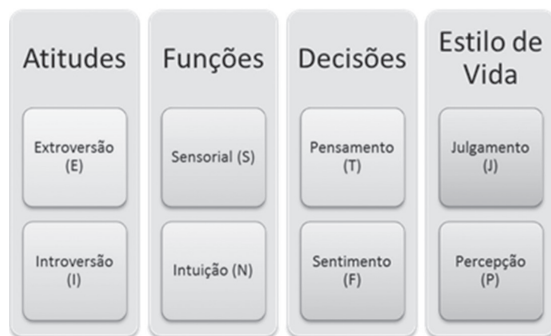 Atitudes
Extroversão
(E)
Introversão
(I)
Funções
Sensorial (S)
Intuição (N)
Decisões
Pensamento
(T)
Sentimento
(F)
Estilo de
Vida
Julgamento
(J)
Percepção
(P)